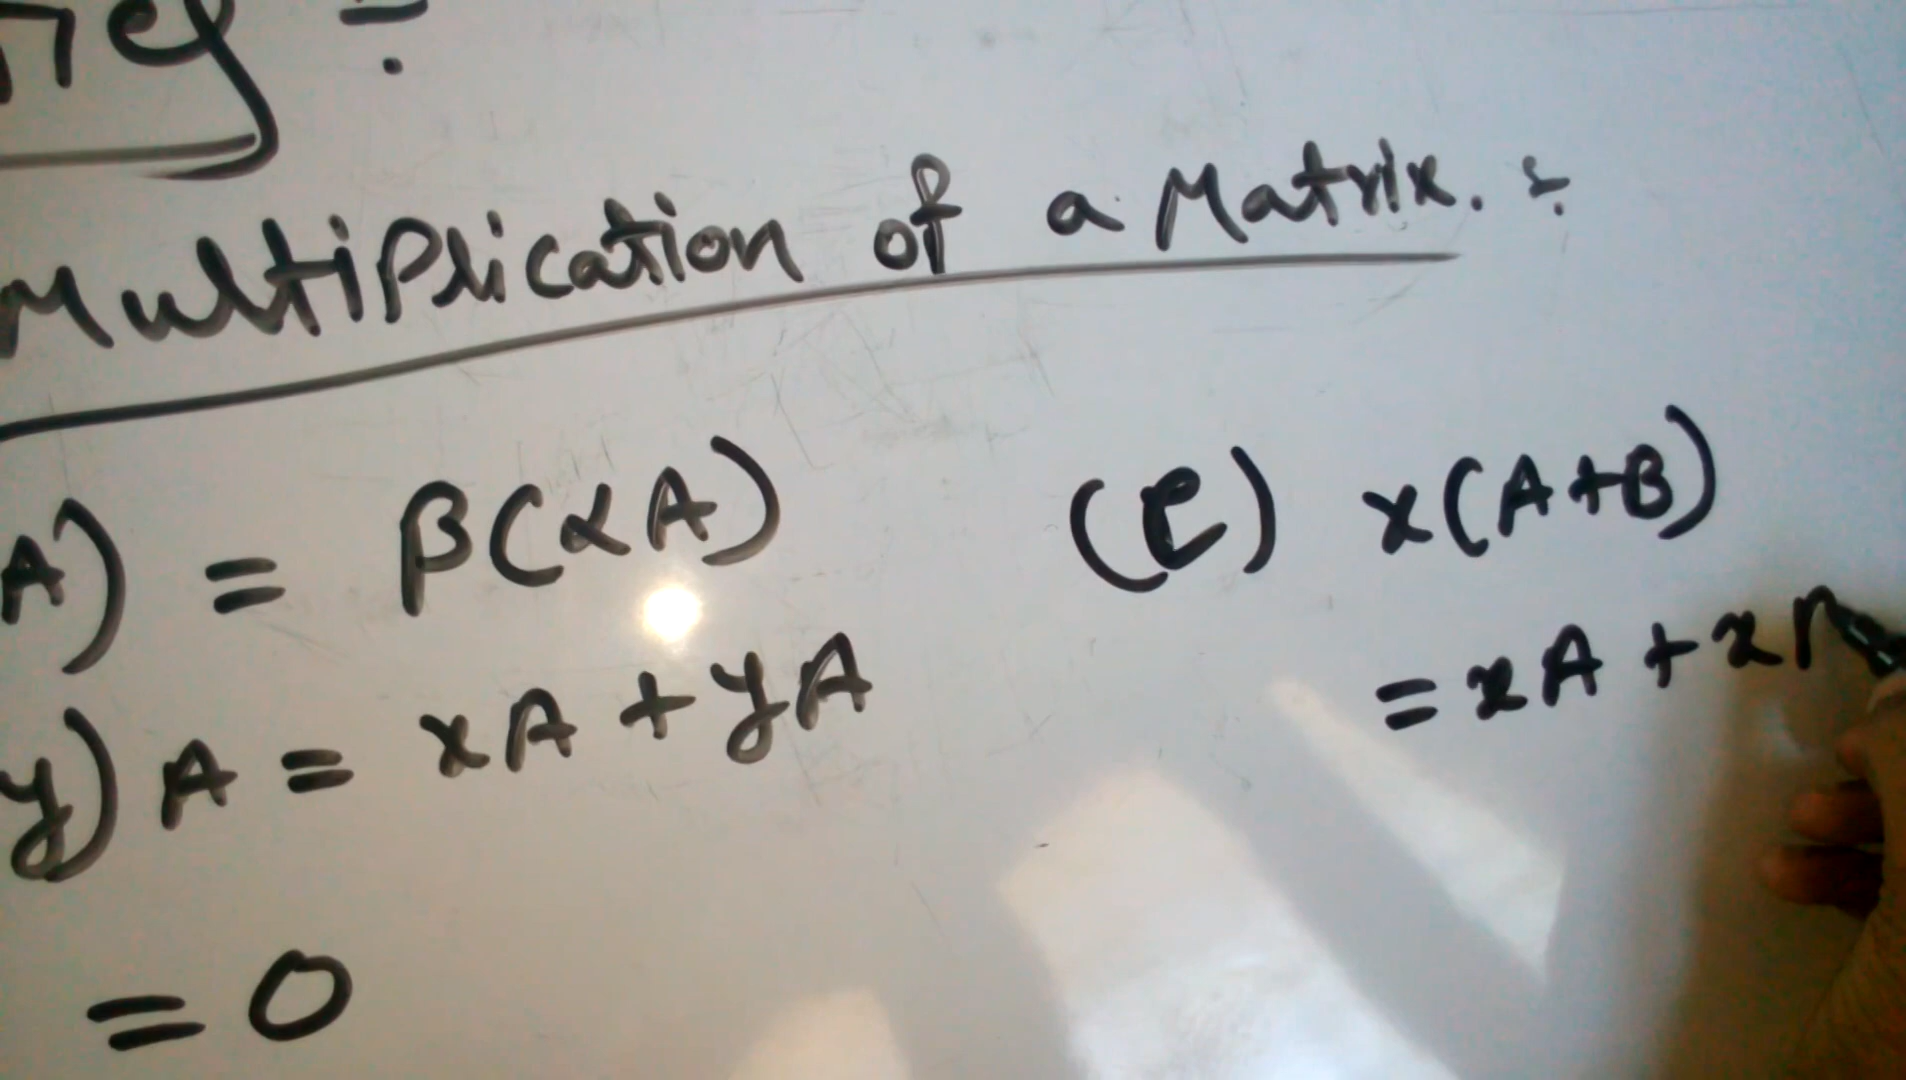 Multiplication of a Matrix. :-
A) = β(αA)
y) A = xA + yA
= 0
(e) x(A+B)
= xA + x